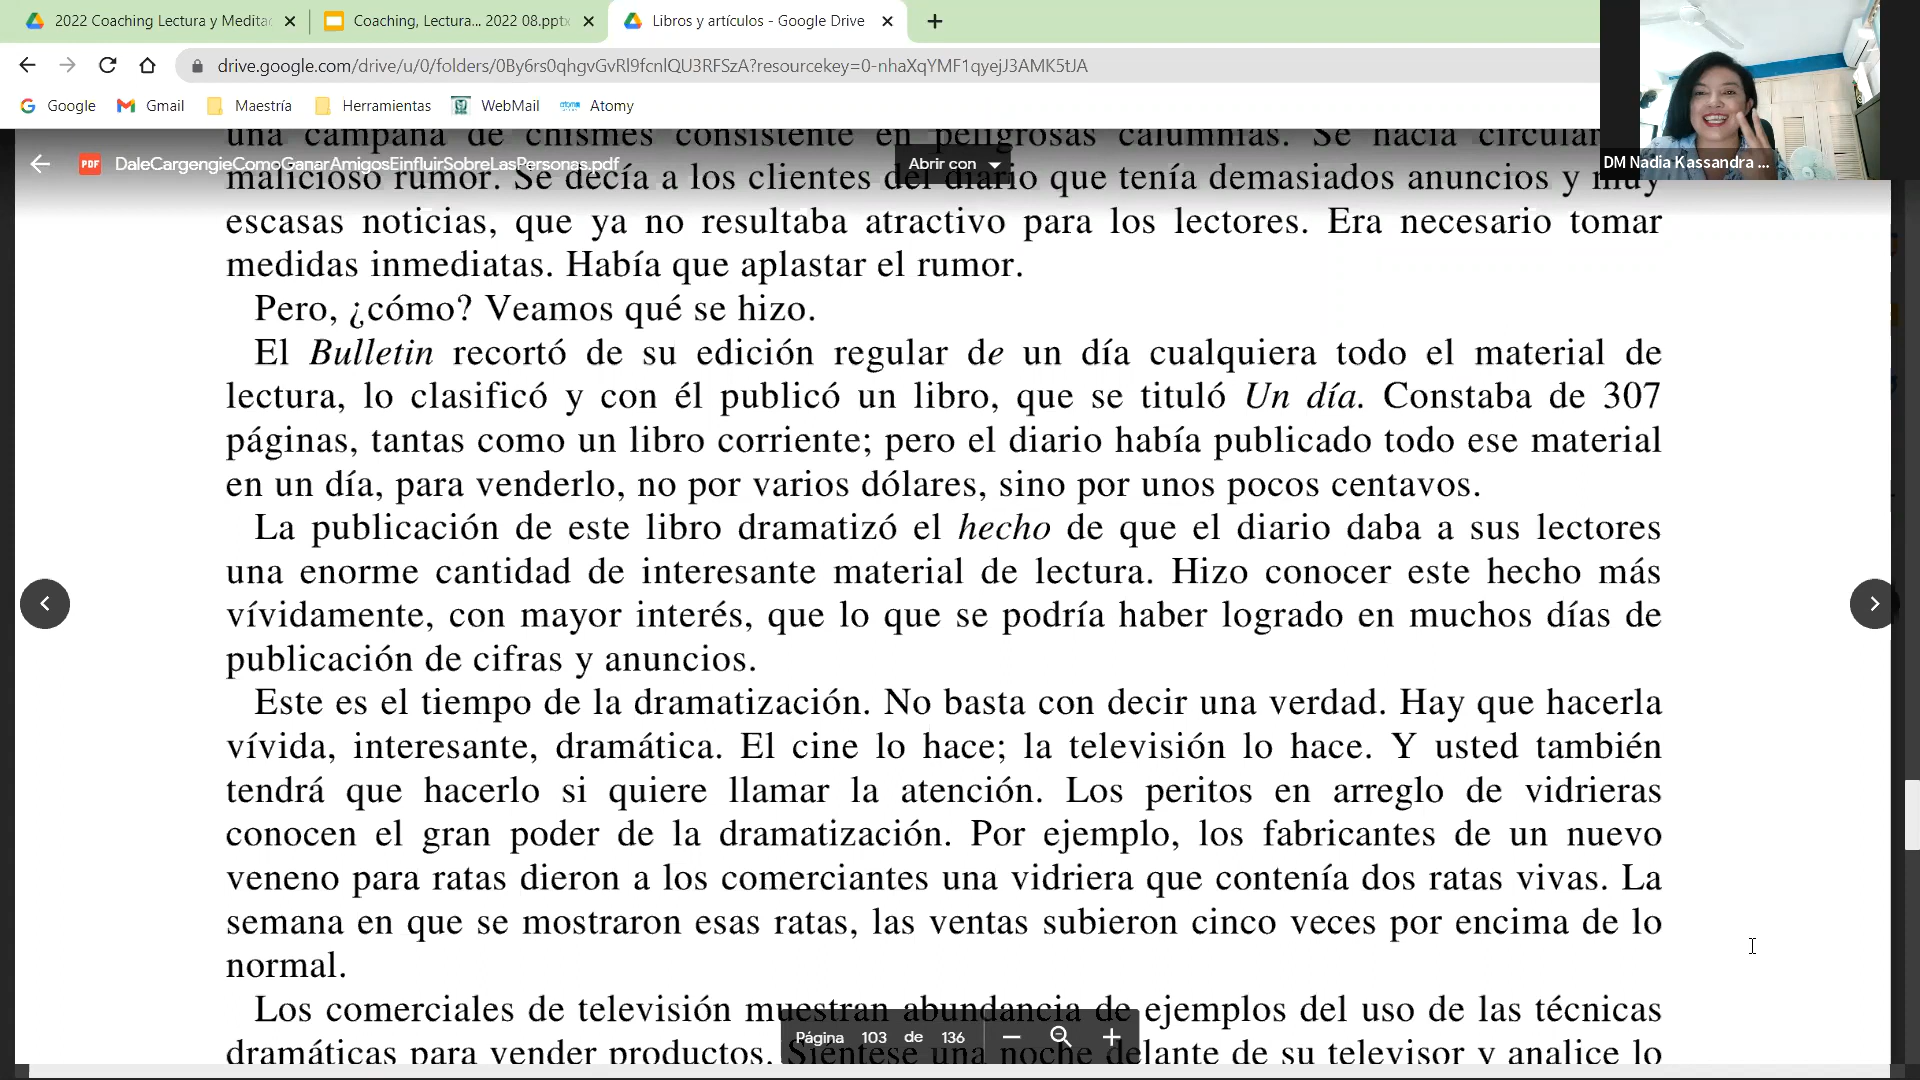 2022 Coaching Lectura y Meditac
Coaching, Lectura... 2022 08.pptx
Libros y artículos - Google Drive
drive.google.com/drive/u/0/folders/0By6rs0qhgvGvRl9fcnlQU3RFSzA?resourcekey=0-nhaXqYMF1qyejJ3AMK5tJA
Google
Gmail
Maestría
Herramientas
WebMail
Atomy
DM Nadia Kassandra ...
una campaña de chismes consistente en peligrosas calumnias. Se hacía circular
PDF
DaleCargengieComoGanarAmigosEinfluirSobreLasPersonas.pdf
Abrir con
malicioso rumor. Se decía a los clientes del diario que tenía demasiados anuncios y muy
escasas noticias, que ya no resultaba atractivo para los lectores. Era necesario tomar
medidas inmediatas. Había que aplastar el rumor.
Pero, ¿cómo? Veamos qué se hizo.
El Bulletin recortó de su edición regular de un día cualquiera todo el material de
lectura, lo clasificó y con él publicó un libro, que se tituló Un día. Constaba de 307
páginas, tantas como un libro corriente; pero el diario había publicado todo ese material
en un día, para venderlo, no por varios dólares, sino por unos pocos centavos.
La publicación de este libro dramatizó el hecho de que el diario daba a sus lectores
una enorme cantidad de interesante material de lectura. Hizo conocer este hecho más
vívidamente, con mayor interés, que lo que se podría haber logrado en muchos días de
publicación de cifras y anuncios.
Este es el tiempo de la dramatización. No basta con decir una verdad. Hay que hacerla
vívida, interesante, dramática. El cine lo hace; la televisión lo hace. Y usted también
tendrá que hacerlo si quiere llamar la atención. Los peritos en arreglo de vidrieras
conocen el gran poder de la dramatización. Por ejemplo, los fabricantes de un nuevo
veneno para ratas dieron a los comerciantes una vidriera que contenía dos ratas vivas. La
semana en que se mostraron esas ratas, las ventas subieron cinco veces por encima de lo
normal.
Los comerciales de televisión muestran abundancia de ejemplos del uso de las técnicas
Página 103 de 136
dramáticas para vender productos. Siéntese una noche delante de su televisor y analice lo